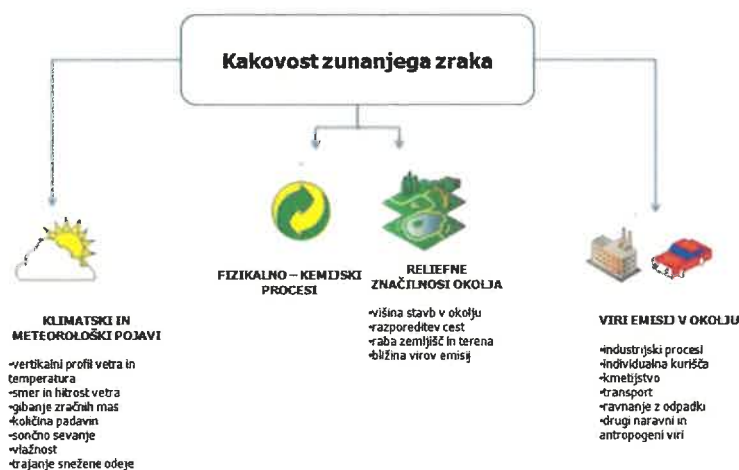 Kakovost zunanjega zraka
FIZIKALNO – KEMIJSKI
PROCESI
RELIEFNE
ZNAČILNOSI OKOLJA
•višina stavb v okolju
•razporeditev cest
•raba zemljišč in terena
•bližina virov emisij
KLIMATSKI IN
METEOROLOŠKI POJAVI
•vertikalni profil vetra in
temperatura
•smer in hitrost vetra
•gibanje zračnih mas
•količina padavin
•sončno sevanje
•vlažnost
•trajanje snežene odeje
VIRI EMISIJ V OKOLJU
•industrijski procesi
•individualna kurišča
•kmetijstvo
•transport
•ravnanje z odpadki
•drugi naravni in
antropogeni viri